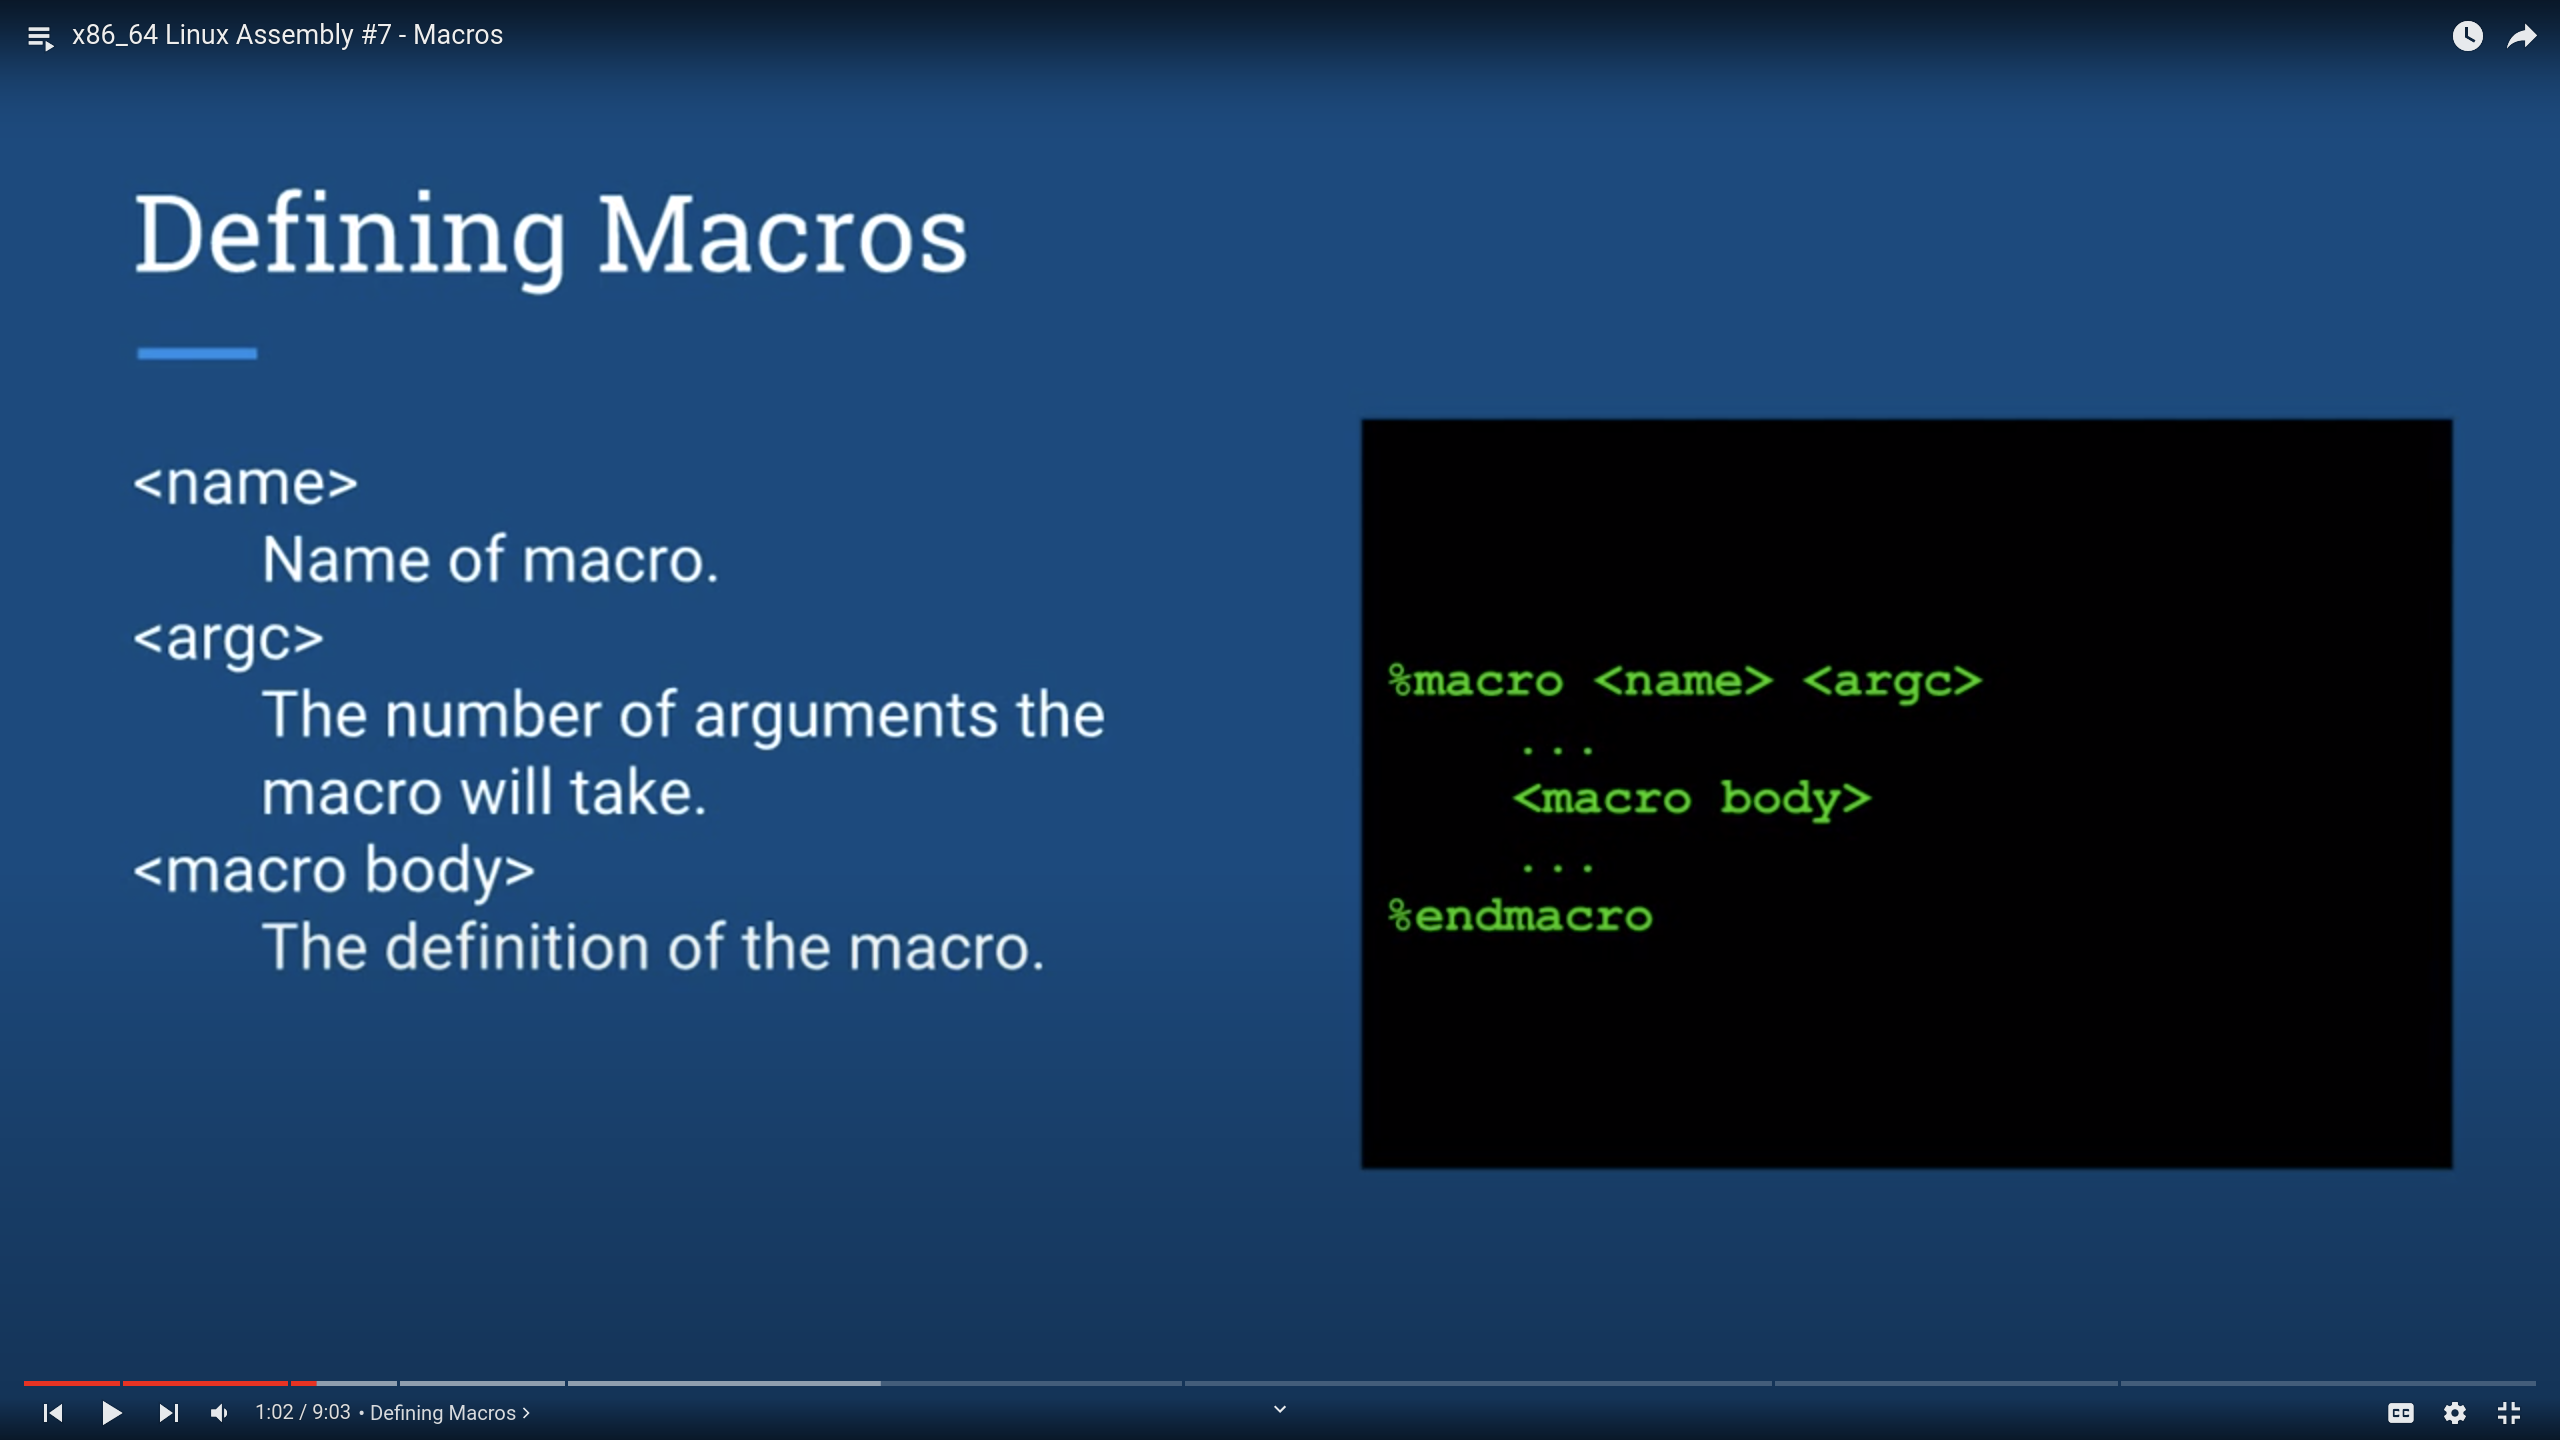 x86_64 Linux Assembly #7 - Macros
Defining Macros
<name>
Name of macro.
<argc>
The number of arguments the
macro will take.
<macro body>
The definition of the macro.
%macro <name> <argc>
...
<macro body>
...
%endmacro
1:02 / 9:03 • Defining Macros
CC